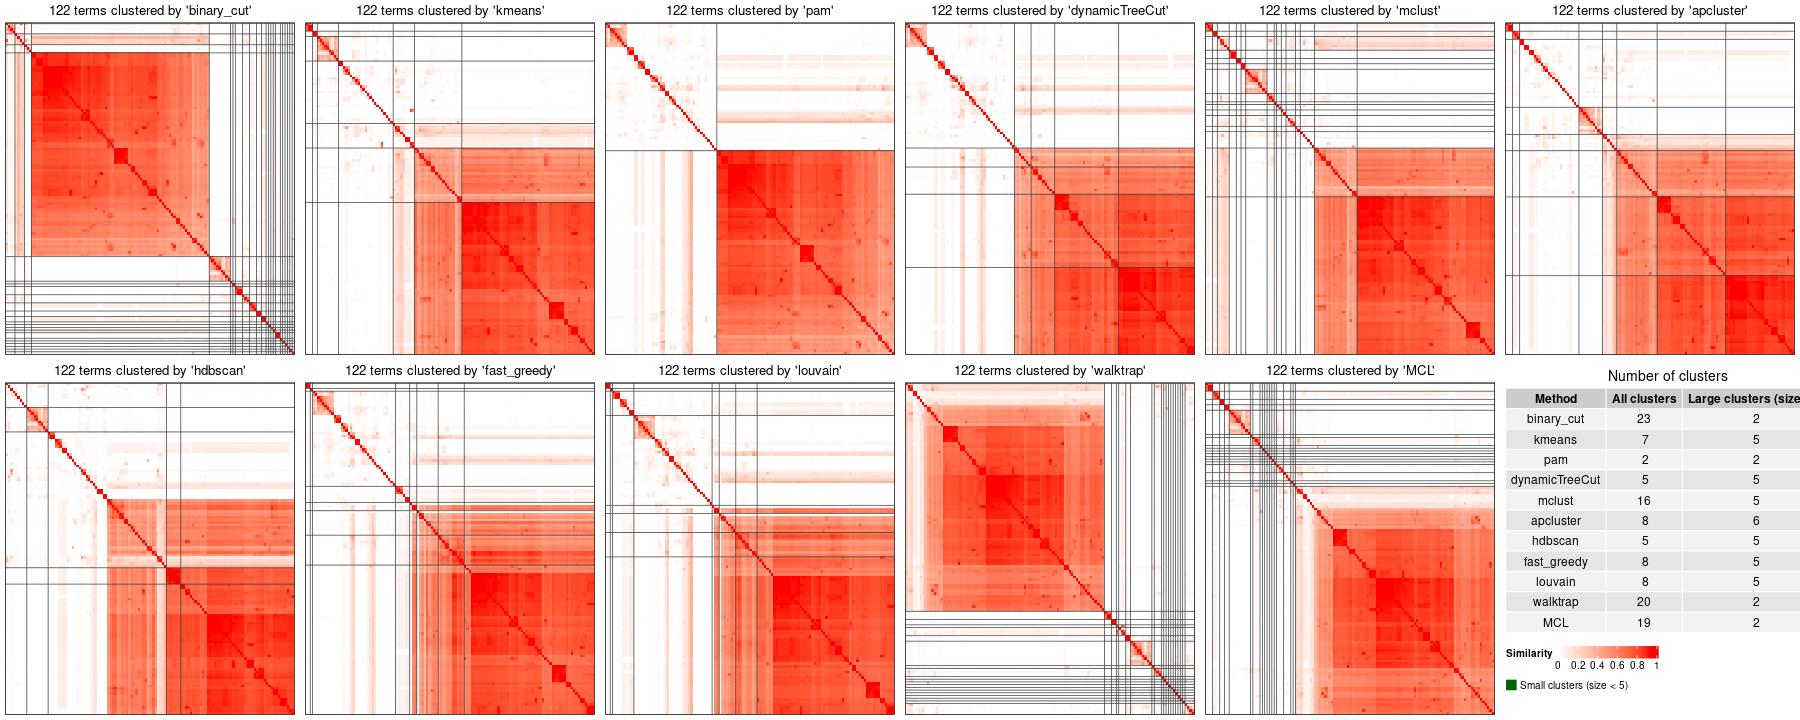 122 terms clustered by 'binary_cut'
122 terms clustered by 'kmeans'
122 terms clustered by 'pam'
122 terms clustered by 'dynamicTreeCut'
122 terms clustered by 'mclust'
122 terms clustered by 'apcluster'
122 terms clustered by 'hdbscan'
122 terms clustered by 'fast_greedy'
122 terms clustered by 'louvain'
122 terms clustered by 'walktrap'
122 terms clustered by 'MCL'
Number of clusters
Method All clusters Large clusters (size
binary_cut 23 2
kmeans 7 5
pam 2 2
dynamicTreeCut 5 5
mclust 16 5
apcluster 8 6
hdbscan 5 5
fast_greedy 8 5
louvain 8 5
walktrap 20 2
MCL 19 2
Similarity
0 0.2 0.4 0.6 0.8 1
Small clusters (size < 5)